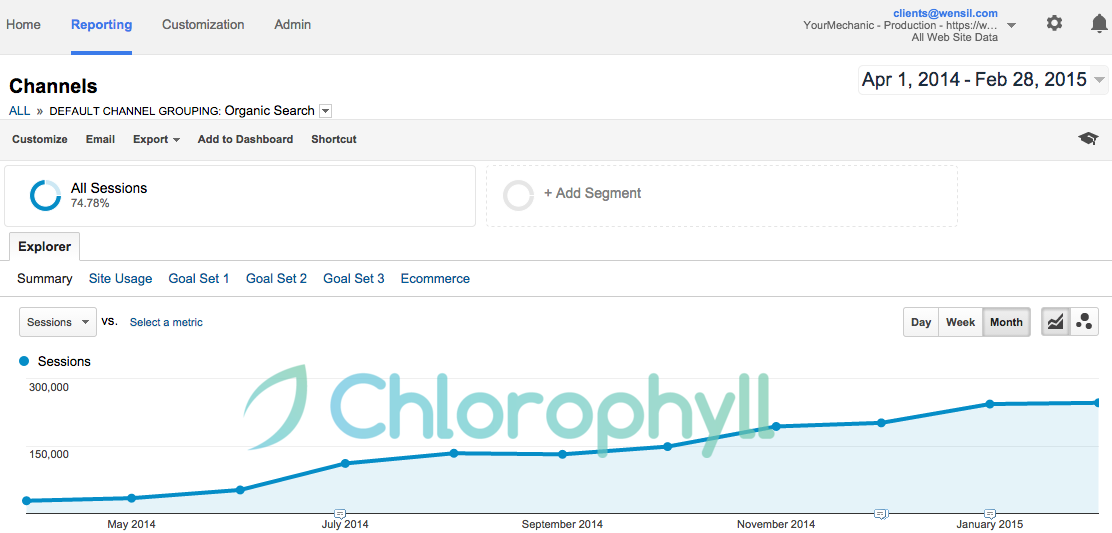 Home Reporting Customization Admin
clients@wensil.com
YourMechanic - Production - https://w...
All Web Site Data
Channels
Apr 1, 2014 - Feb 28, 2015
ALL » DEFAULT CHANNEL GROUPING: Organic Search
Customize Email Export Add to Dashboard Shortcut
All Sessions
74.78%
+ Add Segment
Explorer
Summary Site Usage Goal Set 1 Goal Set 2 Goal Set 3 Ecommerce
Sessions vs. Select a metric Day Week Month
Sessions
300,000
Chlorophyll
150,000
May 2014 July 2014 September 2014 November 2014 January 2015